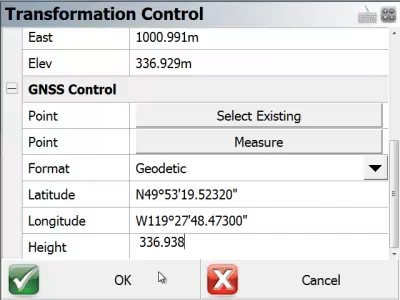 Transformation Control
East 1000.991m
Elev 336.929m
GNSS Control
Point Select Existing
Point Measure
Format Geodetic
Latitude N49°53'19.52320"
Longitude W119°27'48.47300"
Height 336.938
OK Cancel